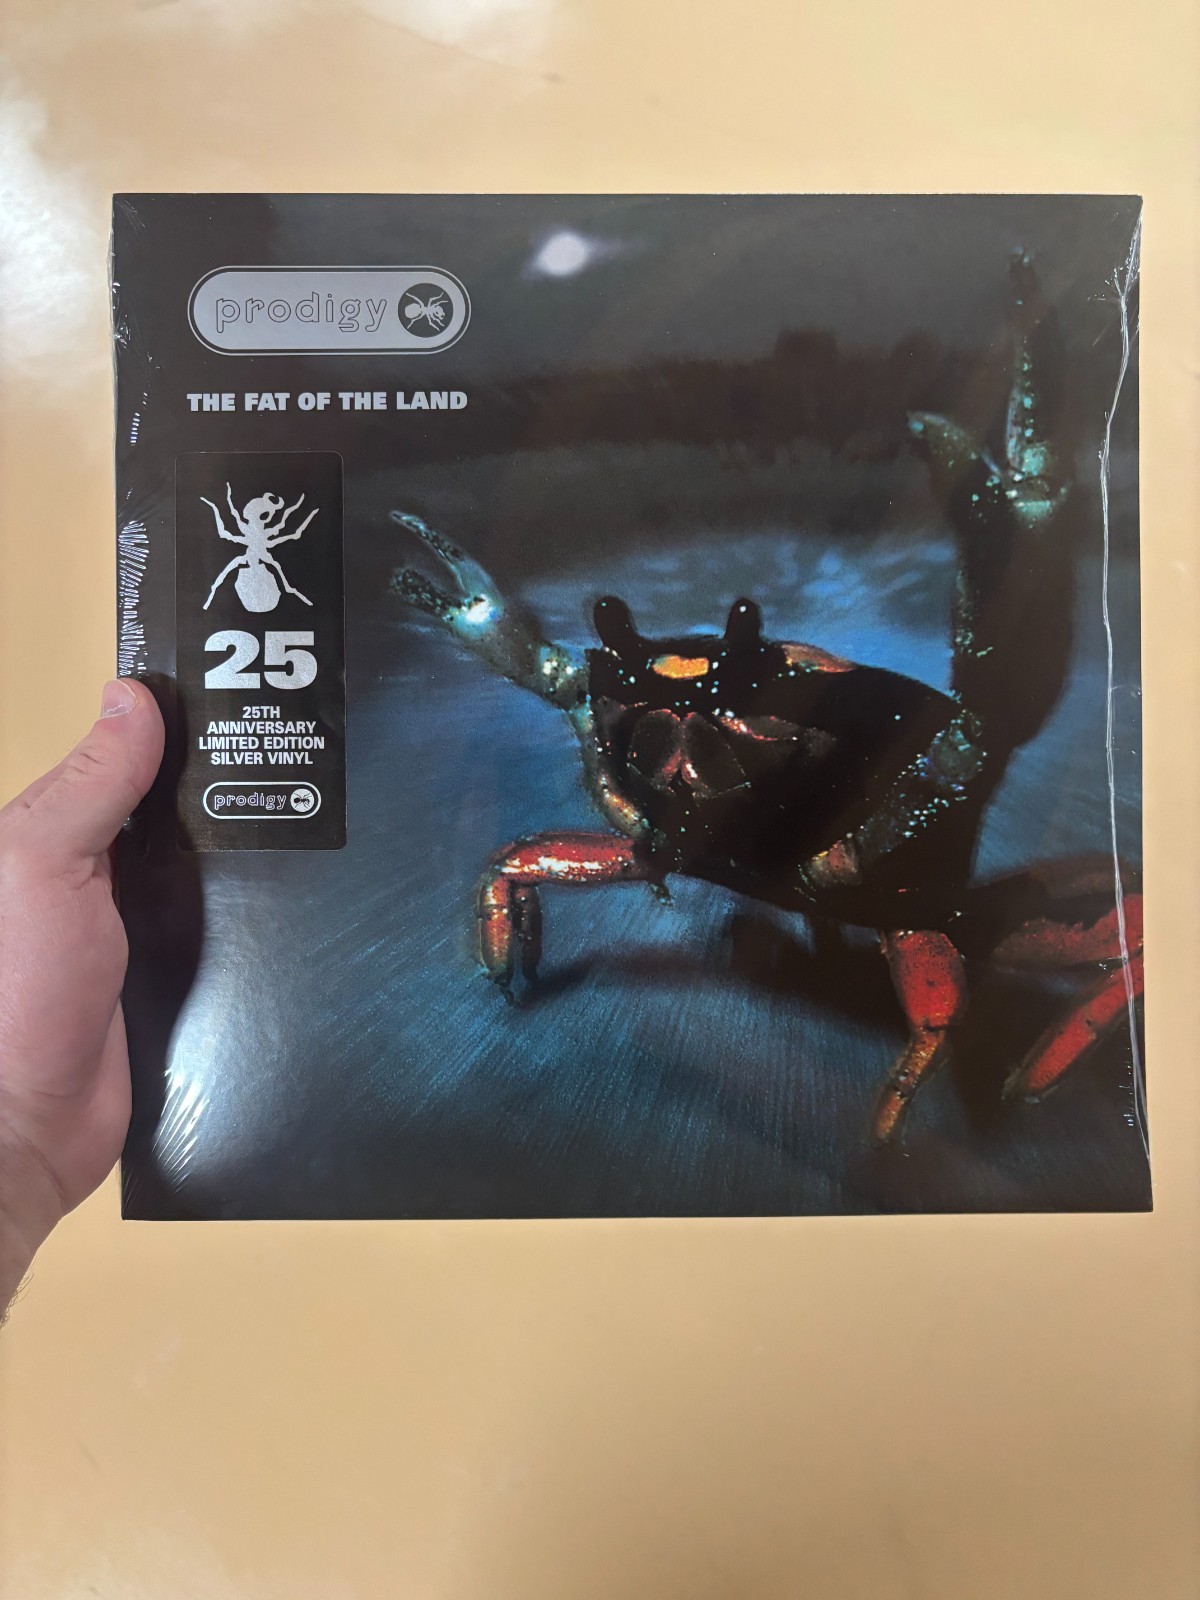 prodigy
THE FAT OF THE LAND
25
25TH
ANNIVERSARY
LIMITED EDITION
SILVER VINYL
prodigy